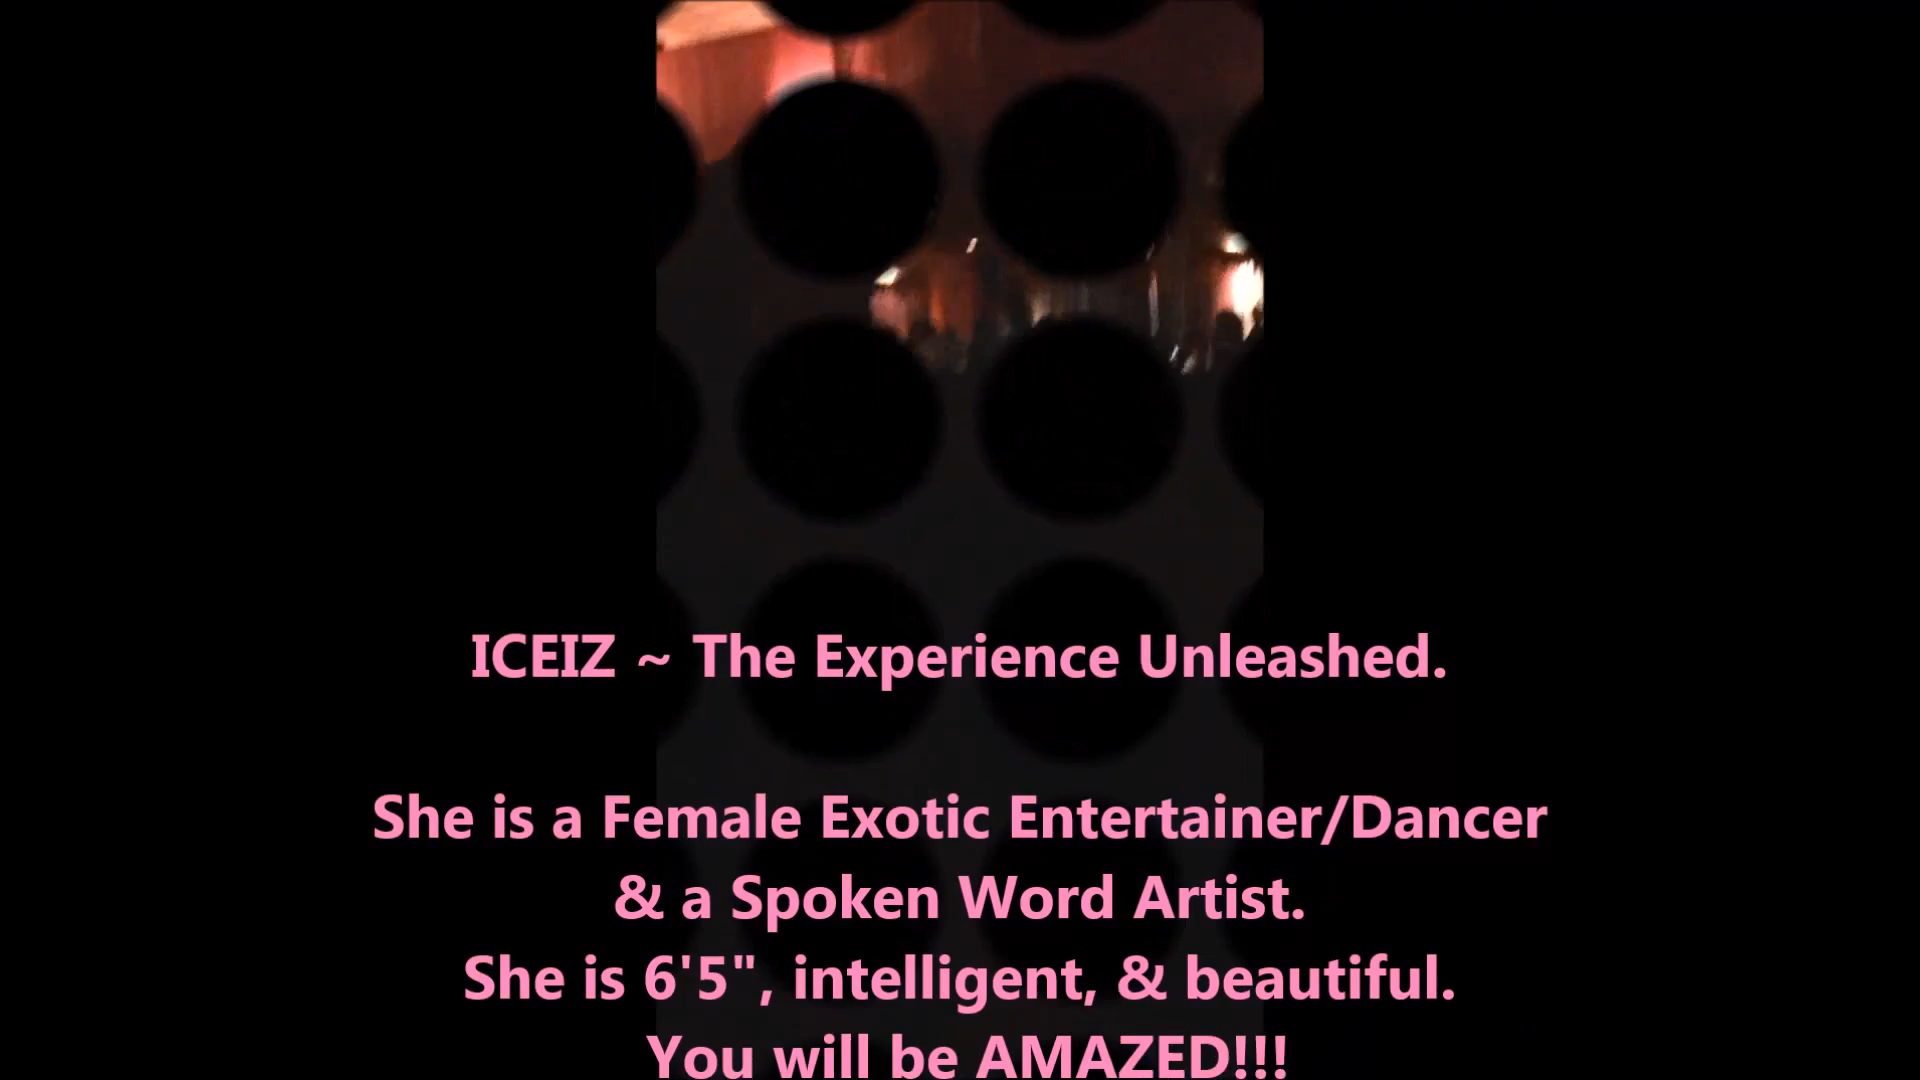 ICEIZ ~ The Experience Unleashed.
She is a Female Exotic Entertainer/Dancer
& a Spoken Word Artist.
She is 6'5", intelligent, & beautiful.
You will be AMAZED!!!